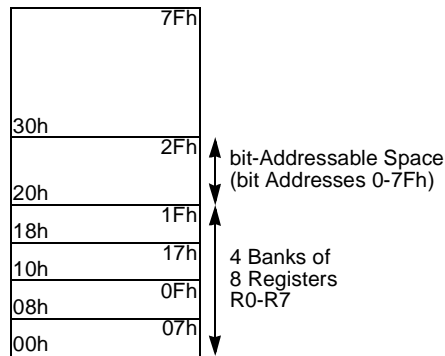 7Fh
30h
2Fh
bit-Addressable Space
(bit Addresses 0-7Fh)
20h
1Fh
18h
17h
4 Banks of
8 Registers
R0-R7
10h
0Fh
08h
07h
00h